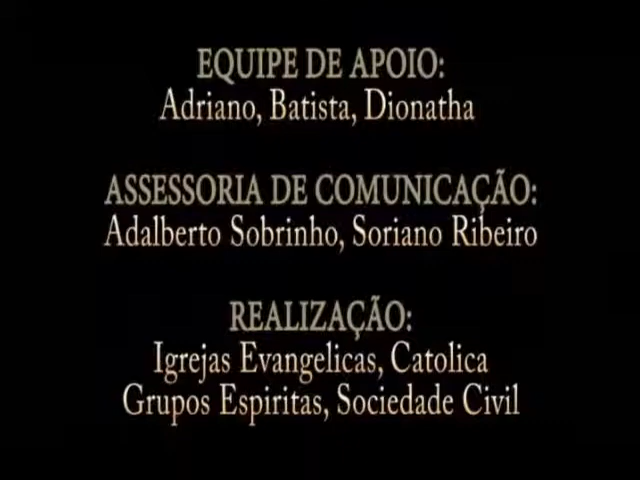 EQUIPE DE APOIO:
Adriano, Batista, Dionatha
ASSESSORIA DE COMUNICAÇÃO:
Adalberto Sobrinho, Soriano Ribeiro
REALIZAÇÃO:
Igrejas Evangelicas, Catolica
Grupos Espiritas, Sociedade Civil